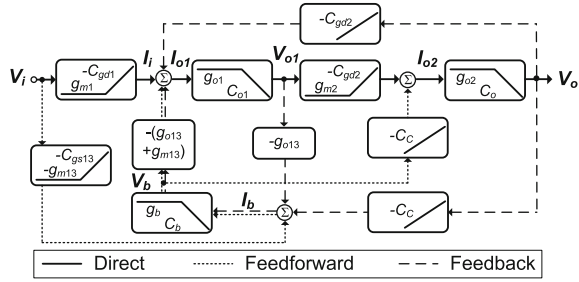 -Cgd2
Vi
-Cgd1
gm1
Ii
Io1
Σ
go1
Co1
Vo1
-Cgd2
gm2
Io2
Σ
go2
Co
Vo
-Cgs13
-gm13
-(go13
+gm13)
-go13
-CC
Vb
gb
Cb
Ib
Σ
-CC
Direct Feedforward Feedback